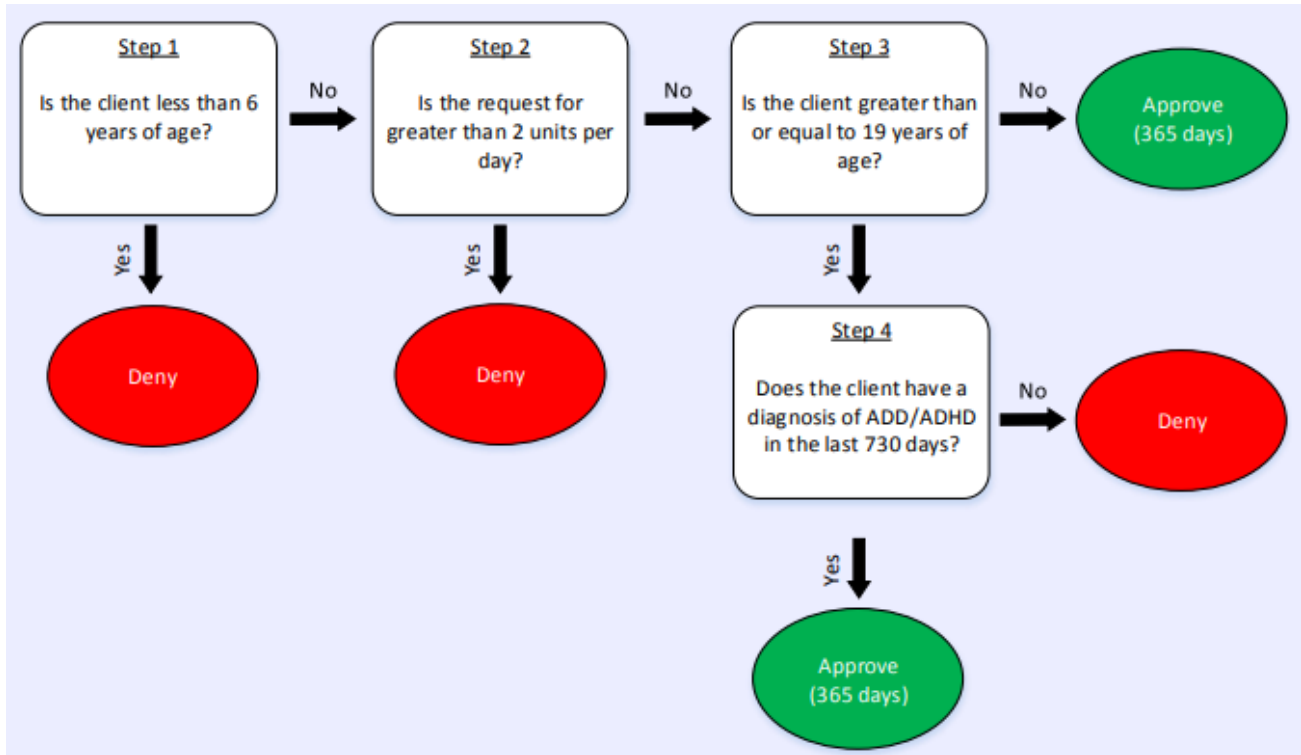 Step 1
Is the client less than 6
years of age?
No
Step 2
Is the request for
greater than 2 units per
day?
No
Step 3
Is the client greater than
or equal to 19 years of
age?
No
Approve
(365 days)
Yes
Yes
Yes
Deny
Deny
Step 4
Does the client have a
diagnosis of ADD/ADHD
in the last 730 days?
No
Deny
Yes
Approve
(365 days)